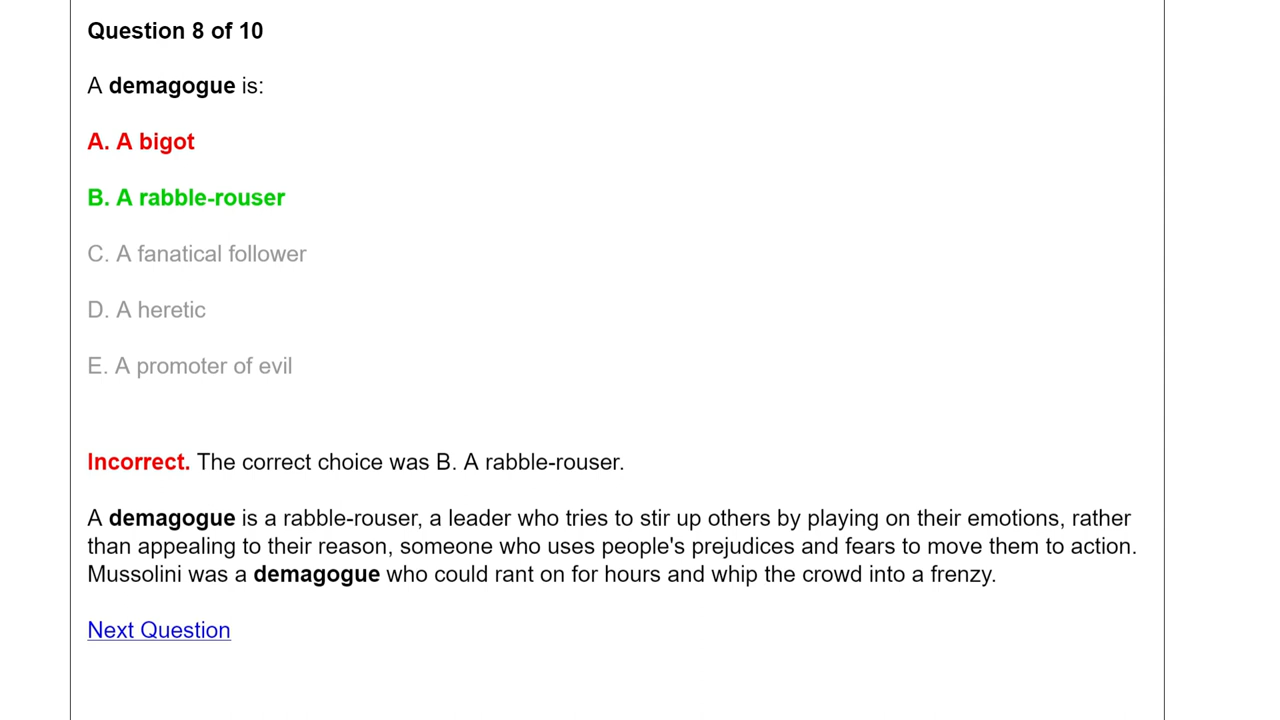 Question 8 of 10
A demagogue is:
A. A bigot
B. A rabble-rouser
C. A fanatical follower
D. A heretic
E. A promoter of evil
Incorrect. The correct choice was B. A rabble-rouser.
A demagogue is a rabble-rouser, a leader who tries to stir up others by playing on their emotions, rather
than appealing to their reason, someone who uses people's prejudices and fears to move them to action.
Mussolini was a demagogue who could rant on for hours and whip the crowd into a frenzy.
Next Question